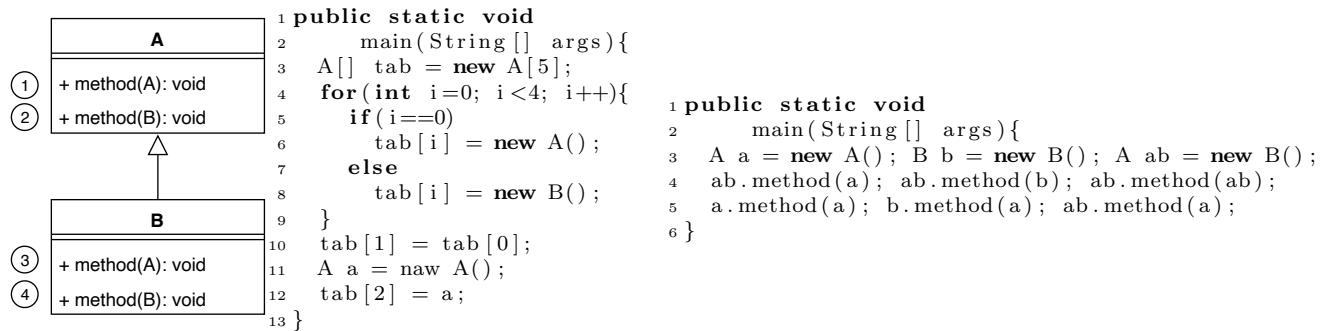 A
① + method(A): void
② + method(B): void
B
③ + method(A): void
④ + method(B): void
1 public static void
2 main(String[] args){
3 A[] tab = new A[5];
4 for(int i=0; i<4; i++){
5 if(i==0)
6 tab[i] = new A();
7 else
8 tab[i] = new B();
9 }
10 tab[1] = tab[0];
11 A a = naw A();
12 tab[2] = a;
13 }
1 public static void
2 main(String[] args){
3 A a = new A(); B b = new B(); A ab = new B();
4 ab.method(a); ab.method(b); ab.method(ab);
5 a.method(a); b.method(a); ab.method(a);
6 }